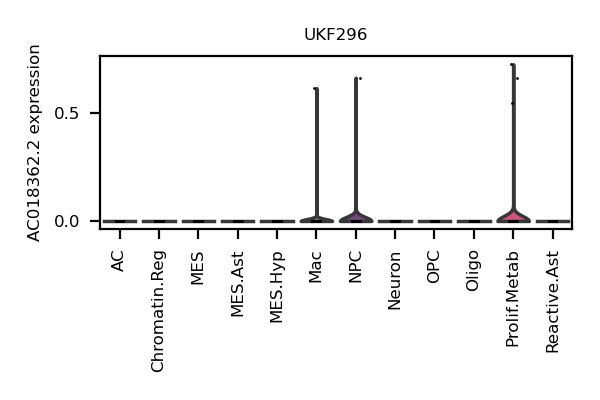 UKF296
AC018362.2 expression
0.5
0.0
AC
Chromatin.Reg
MES
MES.Ast
MES.Hyp
Mac
NPC
Neuron
OPC
Oligo
Prolif.Metab
Reactive.Ast